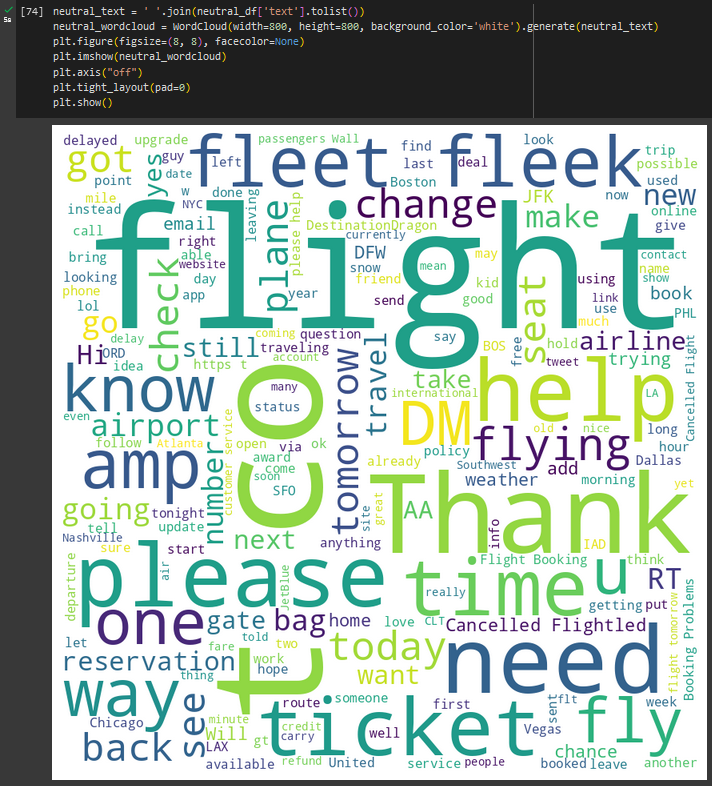 [74]
5s
neutral_text = ' '.join(neutral_df['text'].tolist())
neutral_wordcloud = WordCloud(width=800, height=800, background_color='white').generate(neutral_text)
plt.figure(figsize=(8, 8), facecolor=None)
plt.imshow(neutral_wordcloud)
plt.axis("off")
plt.tight_layout(pad=0)
plt.show()
delayed
upgrade
passengers
Wall
find
look
trip
got
guy
fleet
fleek
left
last
deal
possible
point
yes
date
Boston
used
mile
w
done
change
JFK
now
new
instead
NYC
leaving
plane
please help
make
online
call
email
DestinationDragon
give
flight
right
currently
bring
able
website
DFW
may
contact
looking
check
day
snow
mean
name
show
phone
app
year
friend
kid
seat
using
book
lol
send
good
link
use
go
much
PHL
delay
coming
question
say
BOS
free
hold
airline
Hi
ORD
still
traveling
tweet
trying
Cancelled Flight
idea
https t
account
tomorrow
travel
take
help
LA
know
many
international
even
co
status
DM
old
nice
long
airport
number
customer service
policy
flying
hour
follow
Atlanta
open
via
ok
amp
award
come
soon
already
Southwest
add
Dallas
SFO
weather
morning
yet
going
tonight
site
great
Thank
AA
tell
update
info
Nashville
next
anything
IAD
sure
start
Flight Booking
think
departure
please
air
JetBlue
time
u
RT
really
getting
put
one
gate
bag
home
love
CLT
Cancelled Flightled
flight tomorrow
Booking Problems
let
told
reservation
fare
two
today
need
work
hope
thing
want
way
t
see
route
someone
first
sent
flt
week
Chicago
minute
credit
ticket
Vegas
fly
back
Will
carry
well
chance
LAX
gt
available
refund
United
service
people
booked
leave
another